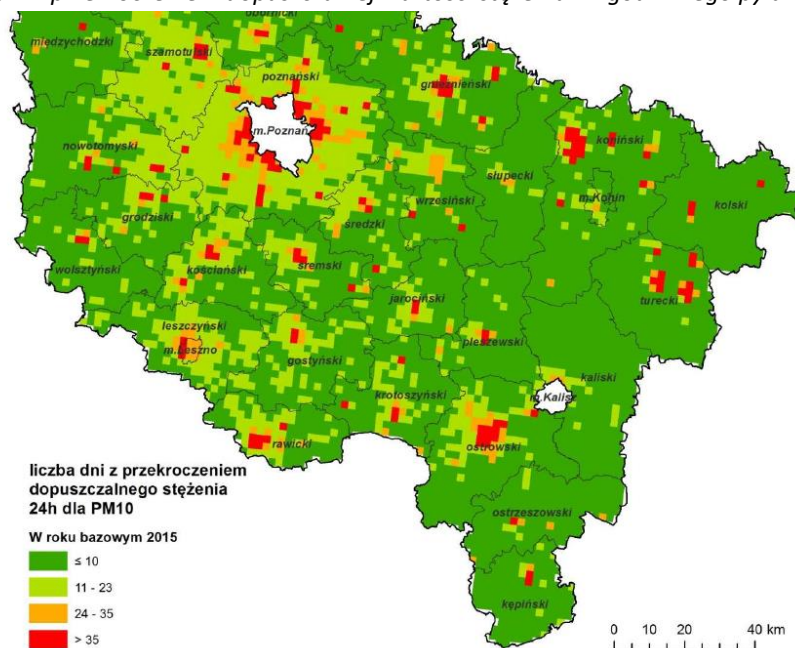 obornicki
międzychodzki
szamotulski
poznański
gnieźnieński
m.Poznań
koniński
nowotomyski
słupecki
m.Konin
kolski
wrzesiński
grodziski
średzki
wolsztyński
kościański
śremski
turecki
jarociński
leszczyński
m.Leszno
gostyński
pleszewski
kaliski
krotoszyński
m.Kalisz
rawicki
ostrowski
liczba dni z przekroczeniem
dopuszczalnego stężenia
24h dla PM10
ostrzeszowski
W roku bazowym 2015
≤ 10
11 - 23
24 - 35
> 35
kępiński
0 10 20 40 km